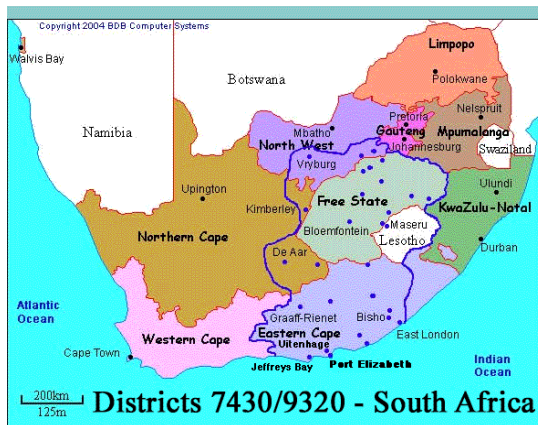 Copyright 2004 BDB Computer Systems
Walvis Bay
Limpopo
Polokwane
Botswana
Namibia
Pretoria
Nelspruit
Mbatho
Gauteng
Mpumalanga
North West
Johannesburg
Swaziland
Vryburg
Upington
Ulundi
Free State
Kimberley
KwaZulu-Natal
Bloemfontein
Maseru
Northern Cape
Lesotho
Durban
De Aar
Atlantic
Ocean
Graaff-Rienet
Bisho
Western Cape
Eastern Cape
East London
Uitenhage
Cape Town
Jeffreys Bay
Port Elizabeth
Indian
Ocean
200km
125m
Districts 7430/9320 - South Africa